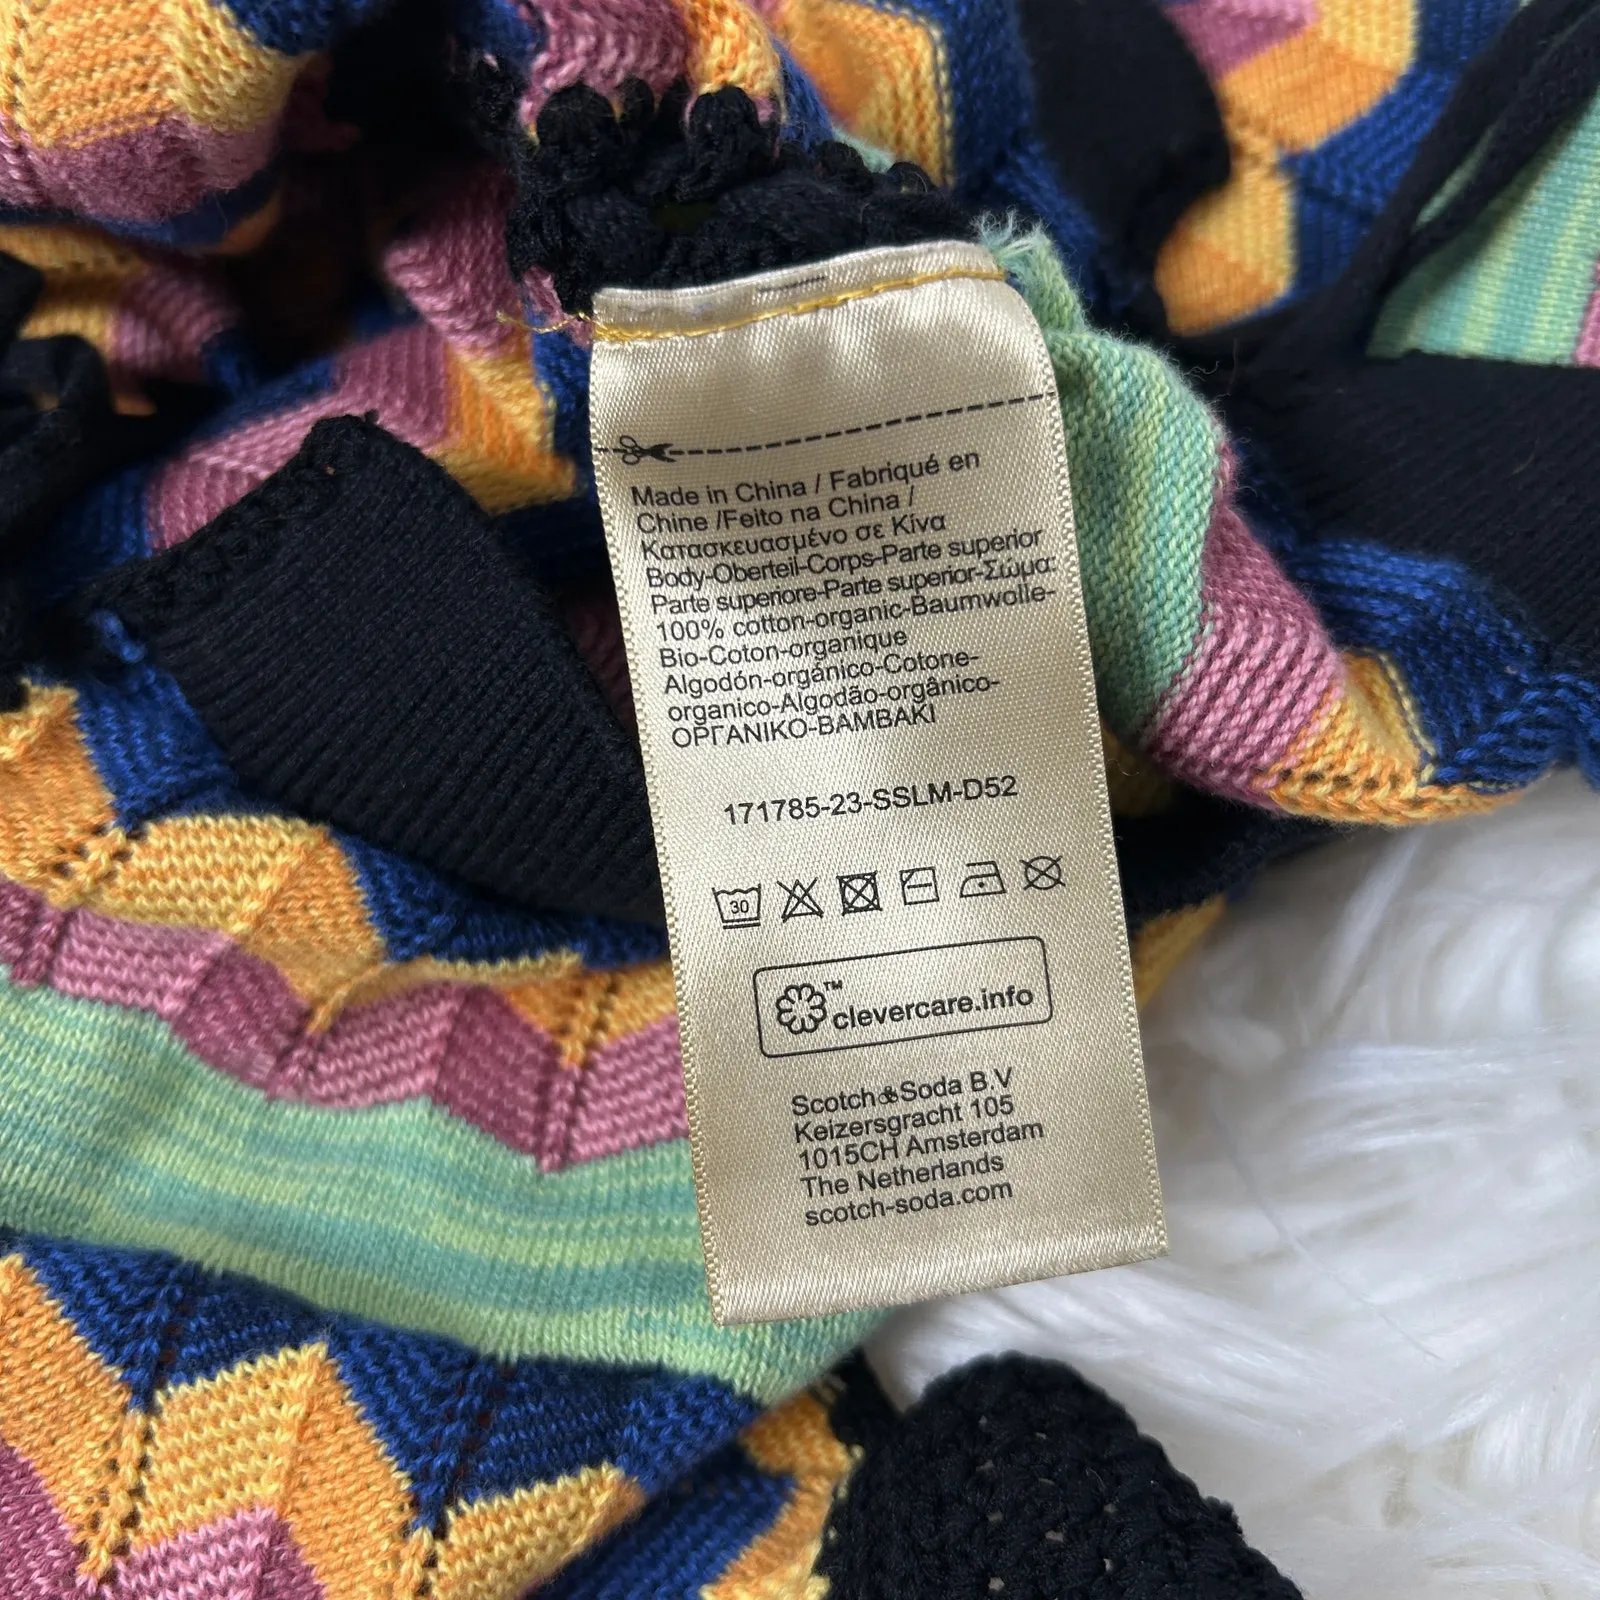 Made in China / Fabriqué en
Chine /Feito na China /
Κατασκευασμένο σε Κίνα
Body-Oberteil-Corps-Parte superior
Parte superiore-Parte superior-Σώμα:
100% cotton-organic-Baumwolle-
Bio-Coton-organique
Algodón-orgánico-Cotone-
organico-Algodão-orgânico-
ΟΡΓΑΝΙΚΟ-ΒΑΜΒΑΚΙ
171785-23-SSLM-D52
30
™
clevercare.info
Scotch&Soda B.V
Keizersgracht 105
1015CH Amsterdam
The Netherlands
scotch-soda.com